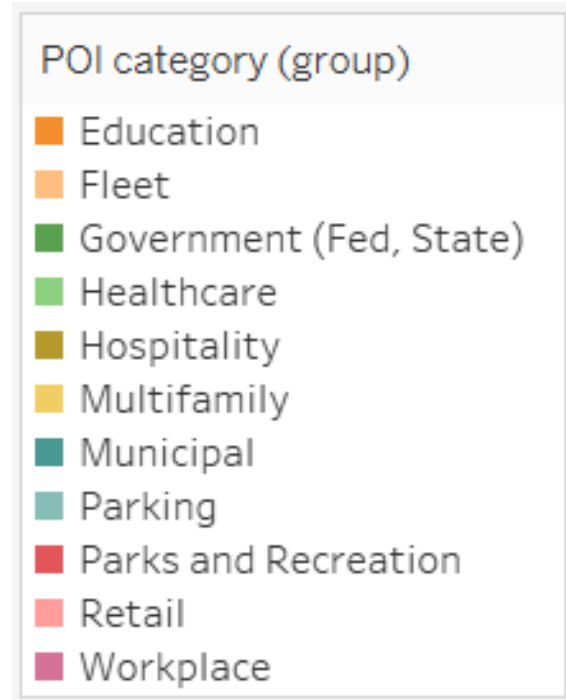 POI category (group)
Education
Fleet
Government (Fed, State)
Healthcare
Hospitality
Multifamily
Municipal
Parking
Parks and Recreation
Retail
Workplace